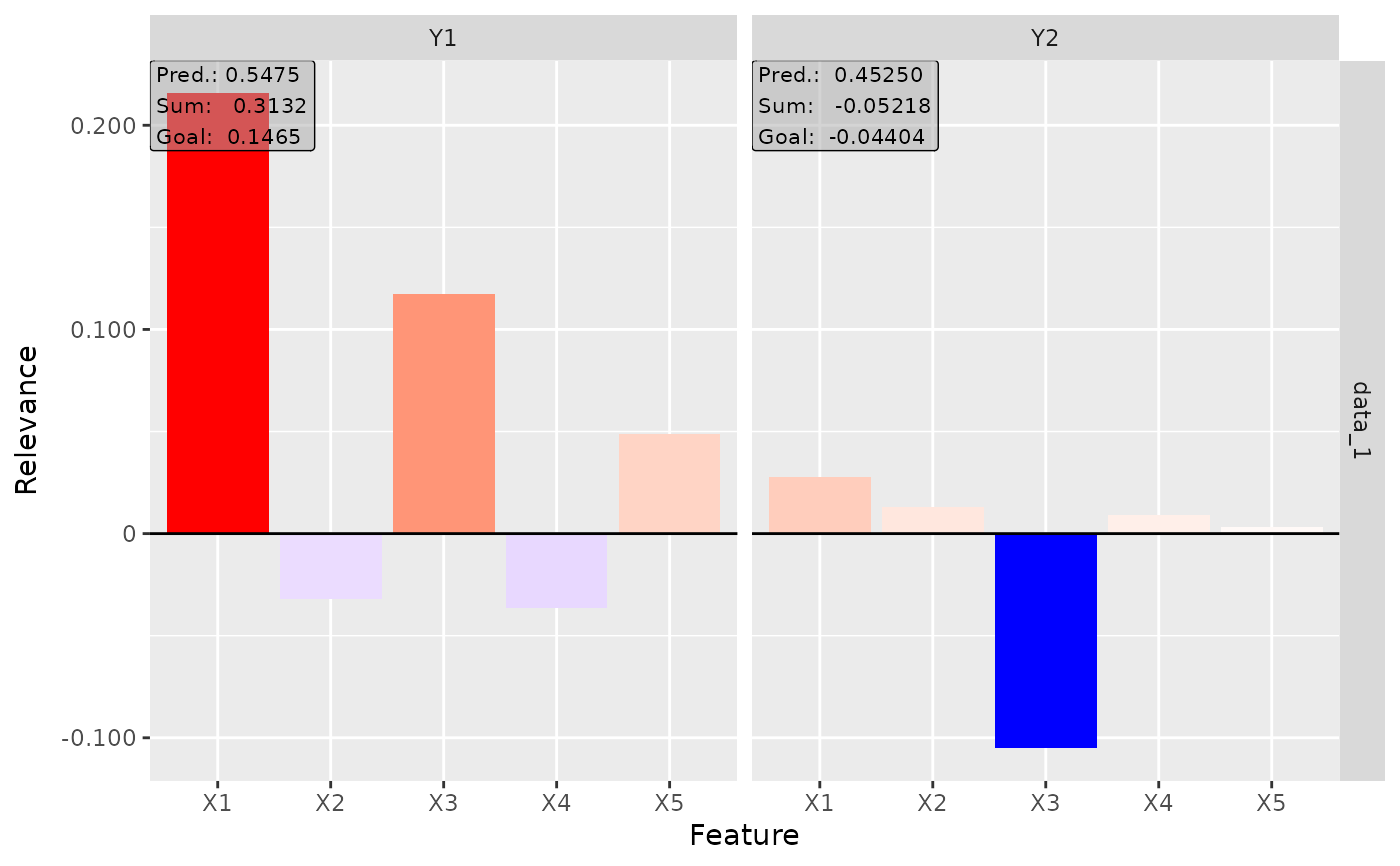 Y1
Y2
Pred.: 0.5475
Sum: 0.3132
Goal: 0.1465
Pred.: 0.45250
Sum: -0.05218
Goal: -0.04404
0.200
0.100
0
-0.100
Relevance
data_1
X1 X2 X3 X4 X5
X1 X2 X3 X4 X5
Feature